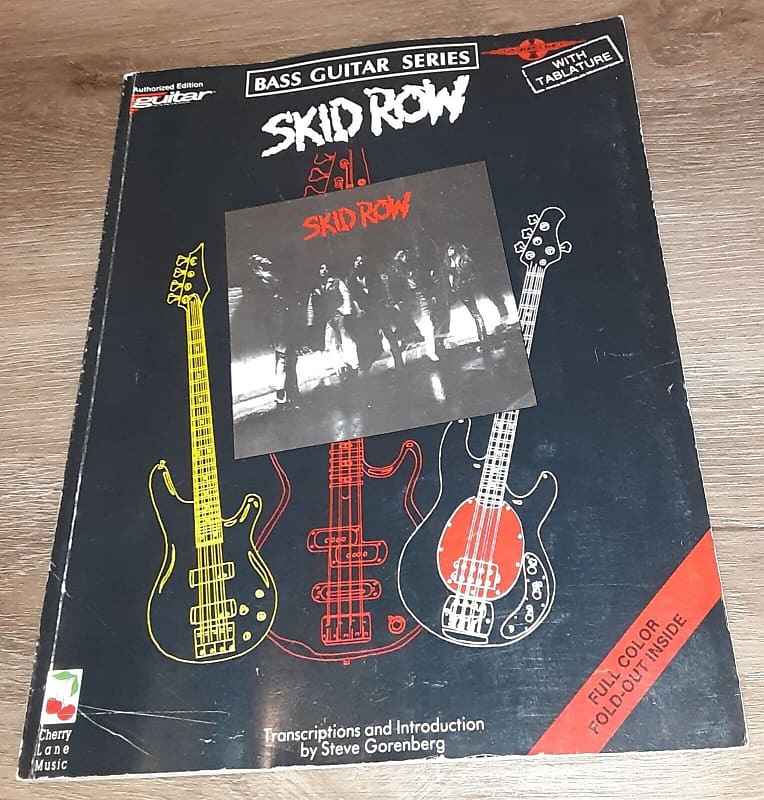 BASS GUITAR SERIES
WITH
TABLATURE
Authorized Edition
guitar
SKID ROW
SKID ROW
FULL COLOR
FOLD-OUT INSIDE
Cherry
Lane
Music
Transcriptions and Introduction
by Steve Gorenberg